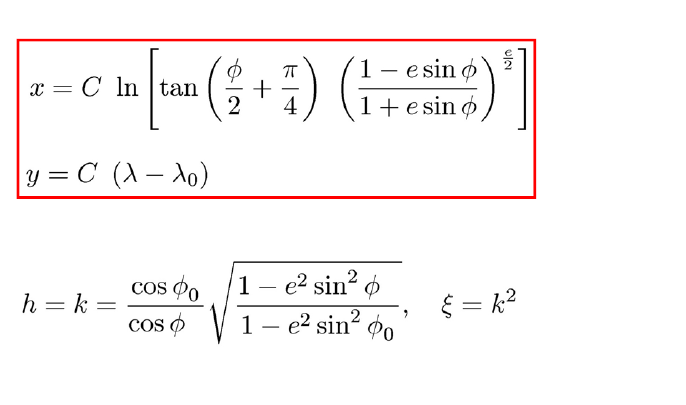 x = C ln [tan (ϕ/2 + π/4) ((1 − e sin ϕ)/(1 + e sin ϕ))^(e/2)]
y = C (λ − λ₀)
h = k = (cos ϕ₀/cos ϕ) √((1 − e² sin² ϕ)/(1 − e² sin² ϕ₀)), ξ = k²